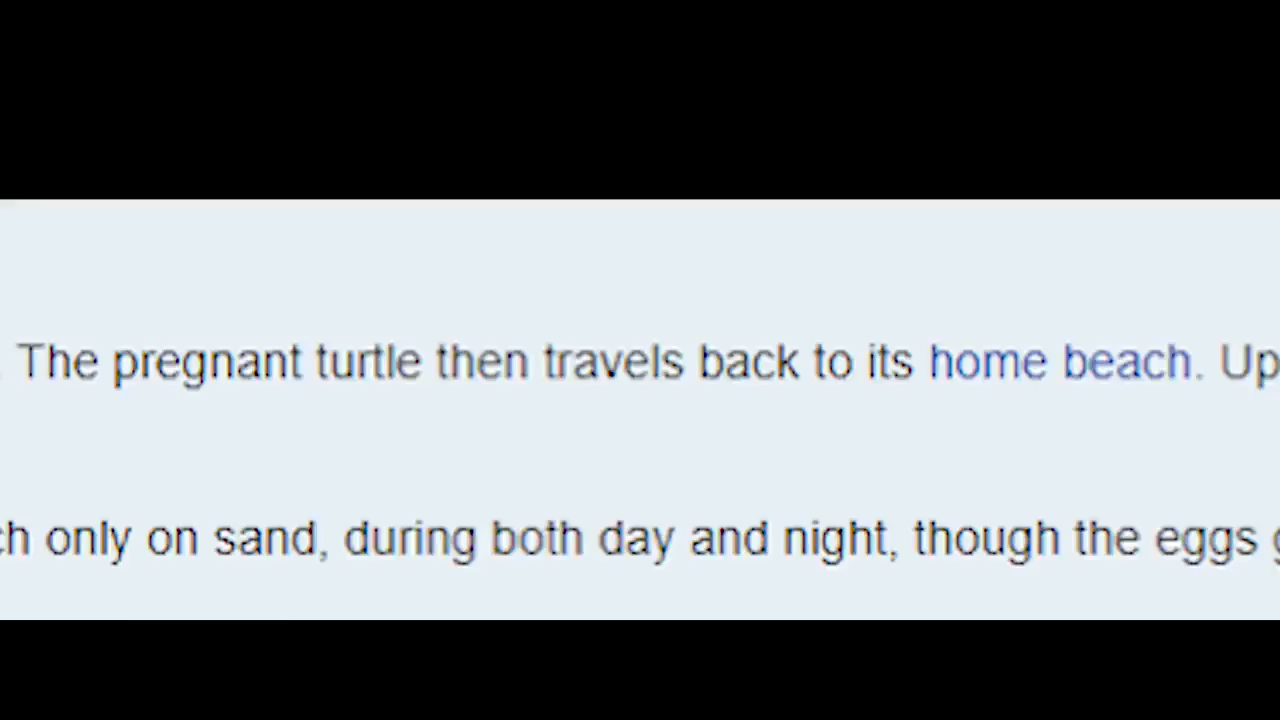 . The pregnant turtle then travels back to its home beach. Up
only on sand, during both day and night, though the eggs